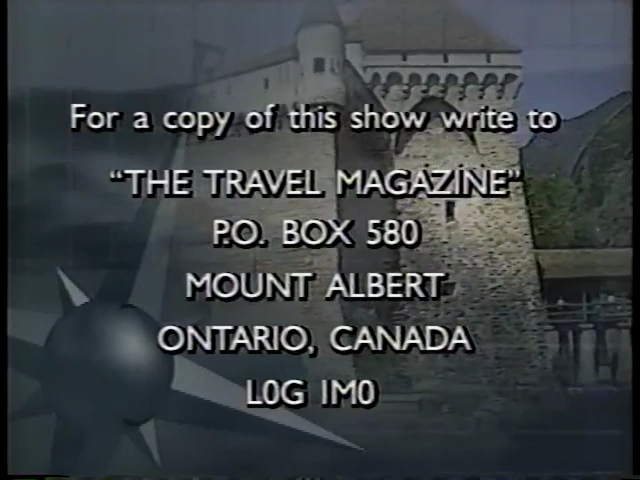 For a copy of this show write to
“THE TRAVEL MAGAZINE”
P.O. BOX 580
MOUNT ALBERT
ONTARIO, CANADA
L0G 1M0